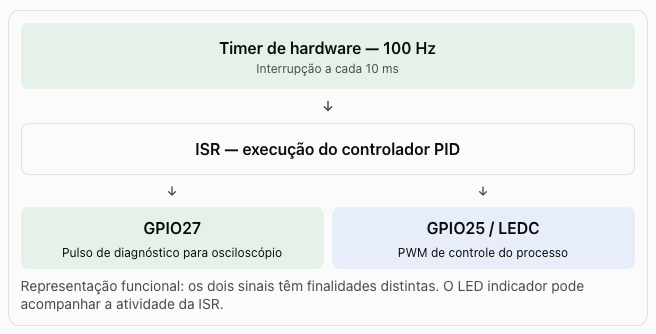 Timer de hardware — 100 Hz
Interrupção a cada 10 ms
↓
ISR — execução do controlador PID
↓ ↓
GPIO27 GPIO25 / LEDC
Pulso de diagnóstico para osciloscópio PWM de controle do processo
Representação funcional: os dois sinais têm finalidades distintas. O LED indicador pode
acompanhar a atividade da ISR.